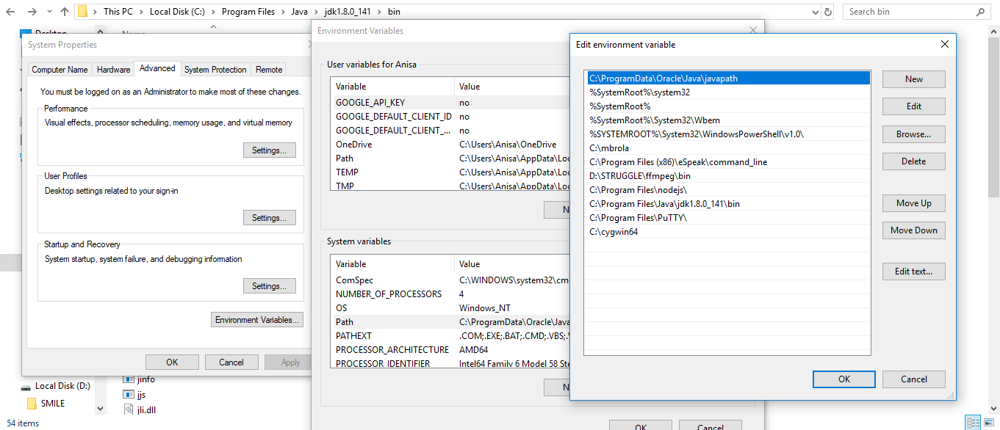 This PC > Local Disk (C:) > Program Files > Java > jdk1.8.0_141 > bin
Search bin
Desktop
Name
System Properties
Computer Name Hardware Advanced System Protection Remote
You must be logged on as an Administrator to make most of these changes.
Performance
Visual effects, processor scheduling, memory usage, and virtual memory
Settings...
User Profiles
Desktop settings related to your sign-in
Settings...
Startup and Recovery
System startup, system failure, and debugging information
Settings...
Environment Variables...
OK Cancel Apply
Local Disk (D:)
SMILE
jinfo
jjs
jli.dll
54 items
Environment Variables
User variables for Anisa
Variable Value
GOOGLE_API_KEY no
GOOGLE_DEFAULT_CLIENT_ID no
GOOGLE_DEFAULT_CLIENT_... no
OneDrive C:\Users\Anisa\OneDrive
Path C:\Users\Anisa\AppData\Loc
TEMP C:\Users\Anisa\AppData\Loc
TMP C:\Users\Anisa\AppData\Loc
N
System variables
Variable Value
ComSpec C:\WINDOWS\system32\cm
NUMBER_OF_PROCESSORS 4
OS Windows_NT
Path C:\ProgramData\Oracle\Java
PATHEXT .COM;.EXE;.BAT;.CMD;.VBS;.
PROCESSOR_ARCHITECTURE AMD64
PROCESSOR_IDENTIFIER Intel64 Family 6 Model 58 Ste
N
OK Cancel
Edit environment variable
C:\ProgramData\Oracle\Java\javapath
%SystemRoot%\system32
%SystemRoot%
%SystemRoot%\System32\Wbem
%SYSTEMROOT%\System32\WindowsPowerShell\v1.0\
C:\mbrola
C:\Program Files (x86)\eSpeak\command_line
D:\STRUGGLE\ffmpeg\bin
C:\Program Files\nodejs\
C:\Program Files\Java\jdk1.8.0_141\bin
C:\Program Files\PuTTY\
C:\cygwin64
New
Edit
Browse...
Delete
Move Up
Move Down
Edit text...
OK Cancel